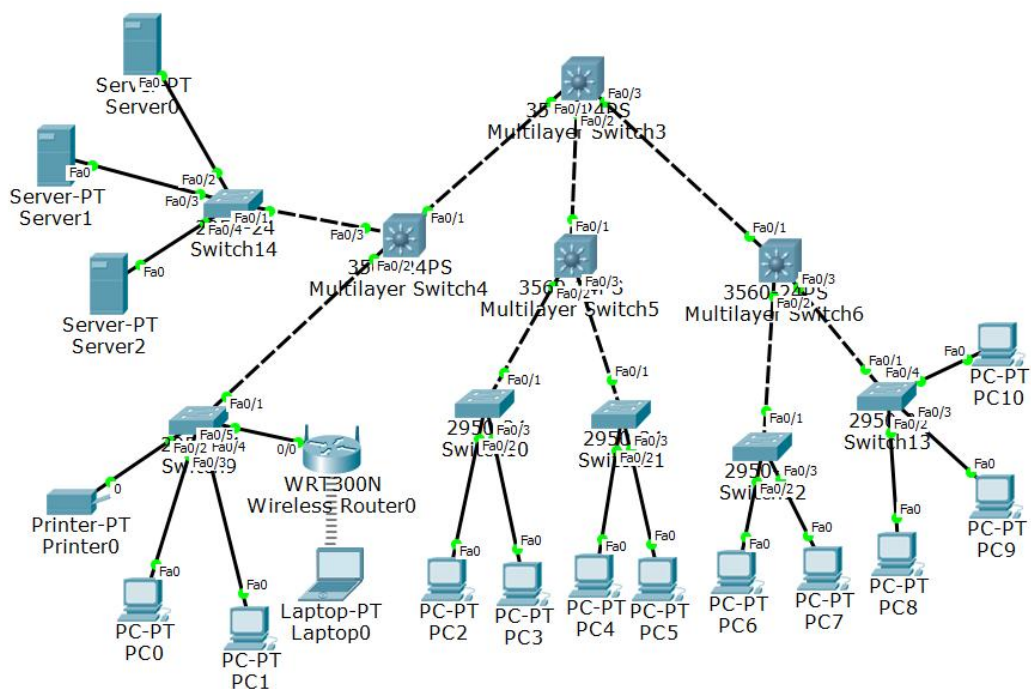 Fa0
Server-PT
Server0
Fa0
Server-PT
Server1
Fa0
Server-PT
Server2
Fa0/2
Fa0/3
Fa0/4
Fa0/1
Switch14
Fa0/1
Fa0/2
Fa0/3
Multilayer Switch3
Fa0/1
Fa0/3
Fa0/2
Multilayer Switch4
Fa0/1
Fa0/3
Fa0/2
Multilayer Switch5
Fa0/1
Fa0/3
Fa0/2
3560-24PS
Multilayer Switch6
Fa0/1
Fa0/5
Fa0/2
Fa0/4
Fa0/3
0/0
WRT300N
Wireless Router0
0
Printer-PT
Printer0
Fa0
PC-PT
PC0
Fa0
PC-PT
PC1
Laptop-PT
Laptop0
Fa0/1
Fa0/3
Fa0/2
Fa0
PC-PT
PC2
Fa0
PC-PT
PC3
Fa0/1
Fa0/3
Fa0/2
Fa0
PC-PT
PC4
Fa0
PC-PT
PC5
Fa0/1
Fa0/3
Fa0/2
Fa0
PC-PT
PC6
Fa0
PC-PT
PC7
Fa0/1
Fa0/4
Fa0/3
Fa0/2
Switch13
Fa0
PC-PT
PC8
Fa0
PC-PT
PC9
Fa0
PC-PT
PC10